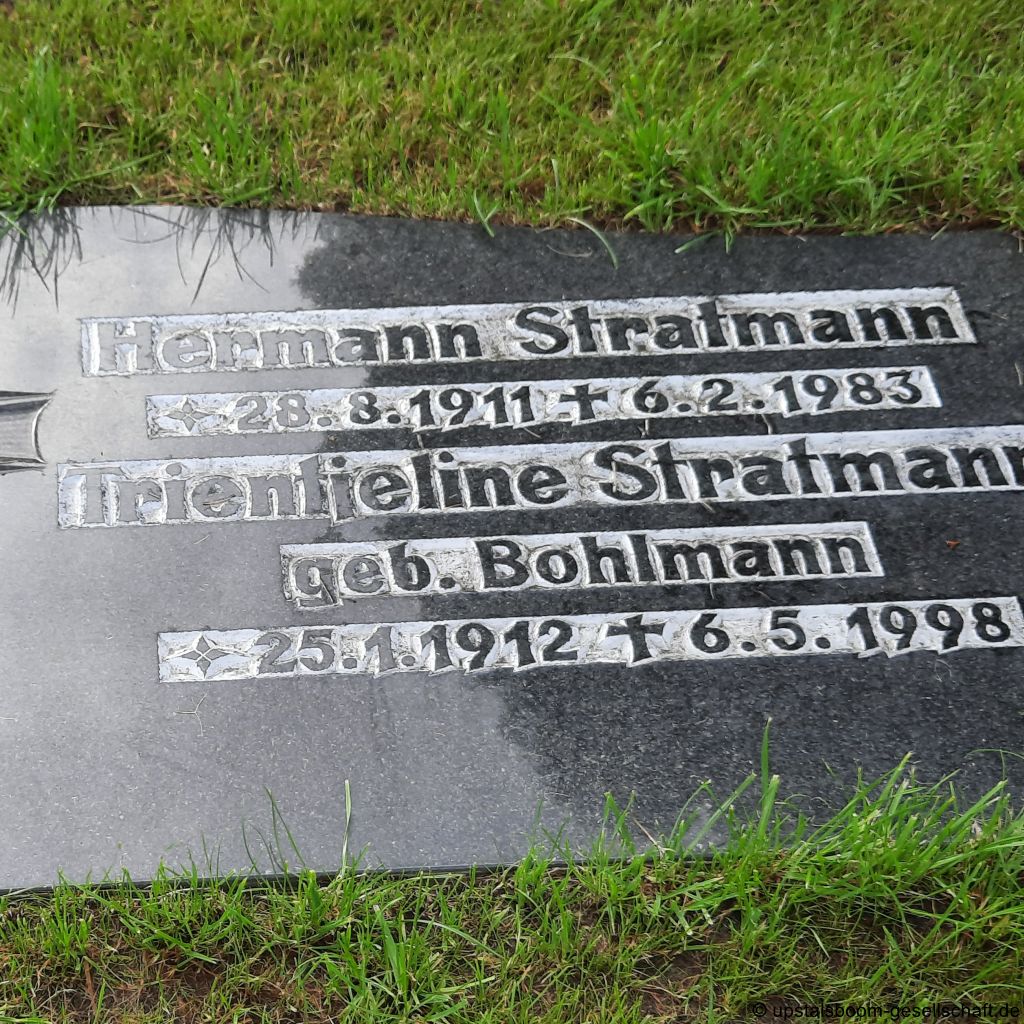 Hermann Stratmann
✧ 28.8.1911 ✝ 6.2.1983
Trientjeline Stratmann
geb. Bohlmann
✧ 25.1.1912 ✝ 6.5.1998
© upstalsboom-gesellschaft.de